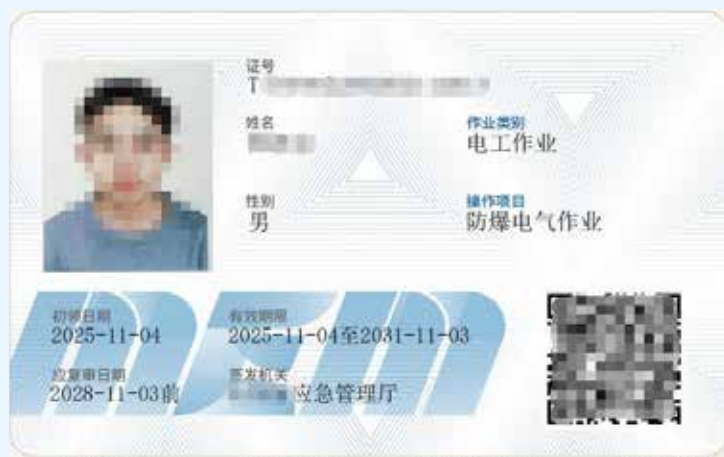 证号
T
姓名
作业类别
电工作业
性别
男
操作项目
防爆电气作业
初领日期
2025-11-04
有效期限
2025-11-04至2031-11-03
应复审日期
2028-11-03前
签发机关
应急管理厅